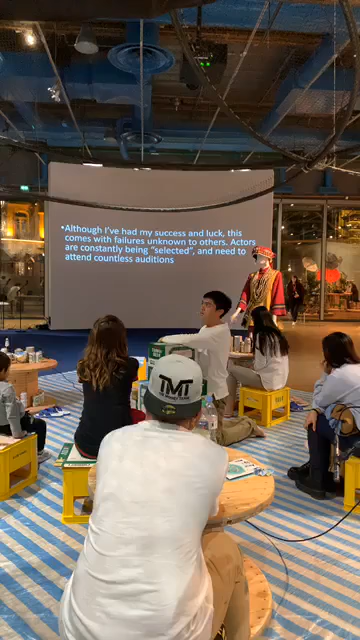 •Although I've had my success and luck, this
comes with failures unknown to others. Actors
are constantly being "selected", and need to
attend countless auditions
TMT